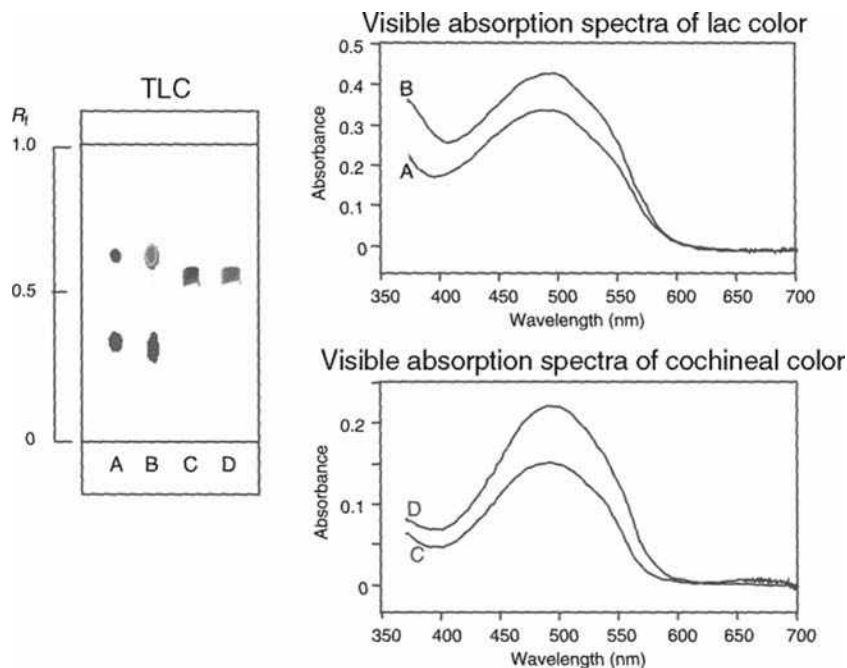 TLC
Rf
1.0
0.5
0
A B C D
Visible absorption spectra of lac color
Absorbance
0.5
0.4
0.3
0.2
0.1
0
B
A
350 400 450 500 550 600 650 700
Wavelength (nm)
Visible absorption spectra of cochineal color
Absorbance
0.2
0.1
0
D
C
350 400 450 500 550 600 650 700
Wavelength (nm)